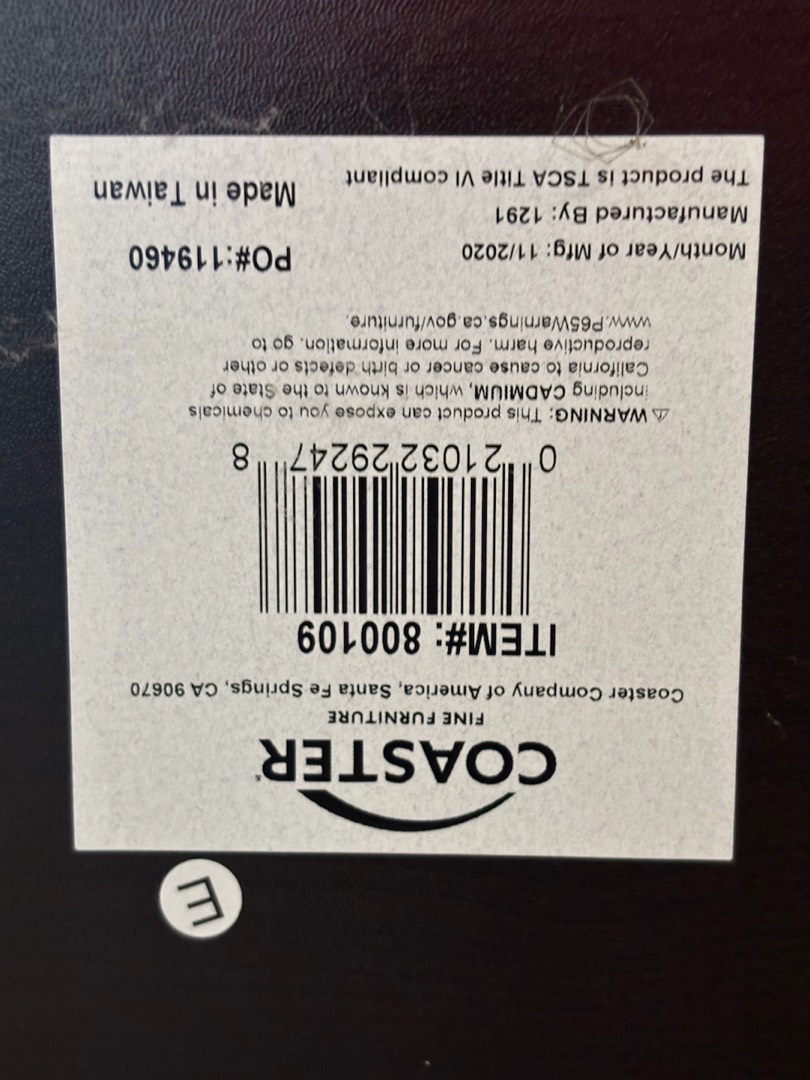 COASTER
FINE FURNITURE
Coaster Company of America, Santa Fe Springs, CA 90670
ITEM#: 800109
0 21032 29247 8
⚠ WARNING: This product can expose you to chemicals
including CADMIUM, which is known to the State of
California to cause cancer or birth defects or other
reproductive harm. For more information. go to
www.P65Warnings.ca.gov/furniture.
Month/Year of Mfg: 11/2020 PO#:119460
Manufactured By: 1291
The product is TSCA Title VI compliant Made in Taiwan
E